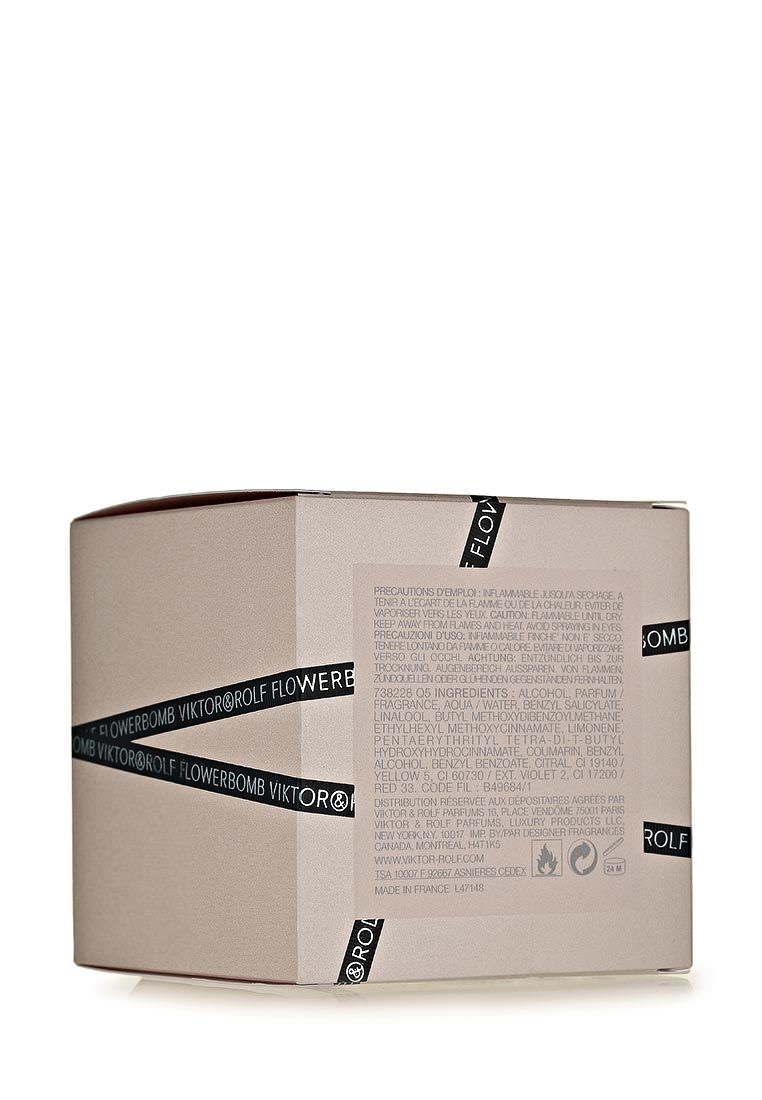 FLOW
PRECAUTIONS D'EMPLOI : INFLAMMABLE JUSQU'A SECHAGE. A
TENIR A L'ECART DE LA FLAMME OU DE LA CHALEUR. EVITER DE
VAPORISER VERS LES YEUX. CAUTION: FLAMMABLE UNTIL DRY.
KEEP AWAY FROM FLAMES AND HEAT. AVOID SPRAYING IN EYES.
PRECAUZIONI D'USO: INFIAMMABILE FINCHE' NON E' SECCO.
TENERE LONTANO DA FIAMME O CALORE. EVITARE DI VAPORIZZARE
VERSO GLI OCCHI. ACHTUNG: ENTZUNDLICH BIS ZUR
TROCKNUNG. AUGENBEREICH AUSSPAREN. VON FLAMMEN,
ZÜNDQUELLEN ODER GLÜHENDEN GEGENSTÄNDEN FERNHALTEN.
738228 Q5 INGREDIENTS : ALCOHOL, PARFUM /
FRAGRANCE, AQUA / WATER, BENZYL SALICYLATE,
LINALOOL, BUTYL METHOXYDIBENZOYLMETHANE,
ETHYLHEXYL METHOXYCINNAMATE, LIMONENE,
PENTAERYTHRITYL TETRA-DI-T-BUTYL
HYDROXYHYDROCINNAMATE, COUMARIN, BENZYL
ALCOHOL, BENZYL BENZOATE, CITRAL, CI 19140 /
YELLOW 5, CI 60730 / EXT. VIOLET 2, CI 17200 /
RED 33. CODE FIL : B49684/1
DISTRIBUTION RÉSERVÉE AUX DÉPOSITAIRES AGRÉÉS PAR
VIKTOR & ROLF PARFUMS 16, PLACE VENDÔME 75001 PARIS
VIKTOR & ROLF PARFUMS, LUXURY PRODUCTS LLC,
NEW YORK,N.Y. 10017 IMP. BY/PAR DESIGNER FRAGRANCES
CANADA, MONTRÉAL, H4T1K5
WWW.VIKTOR-ROLF.COM
TSA 10007 F 92667 ASNIERES CEDEX
MADE IN FRANCE L47148
24 M
BOMB
ROLF
FLOWERBOMB VIKTOR&ROLF FLOWERB
OMB VIKTOR&ROLF FLOWERBOMB VIKTOR&
&ROL